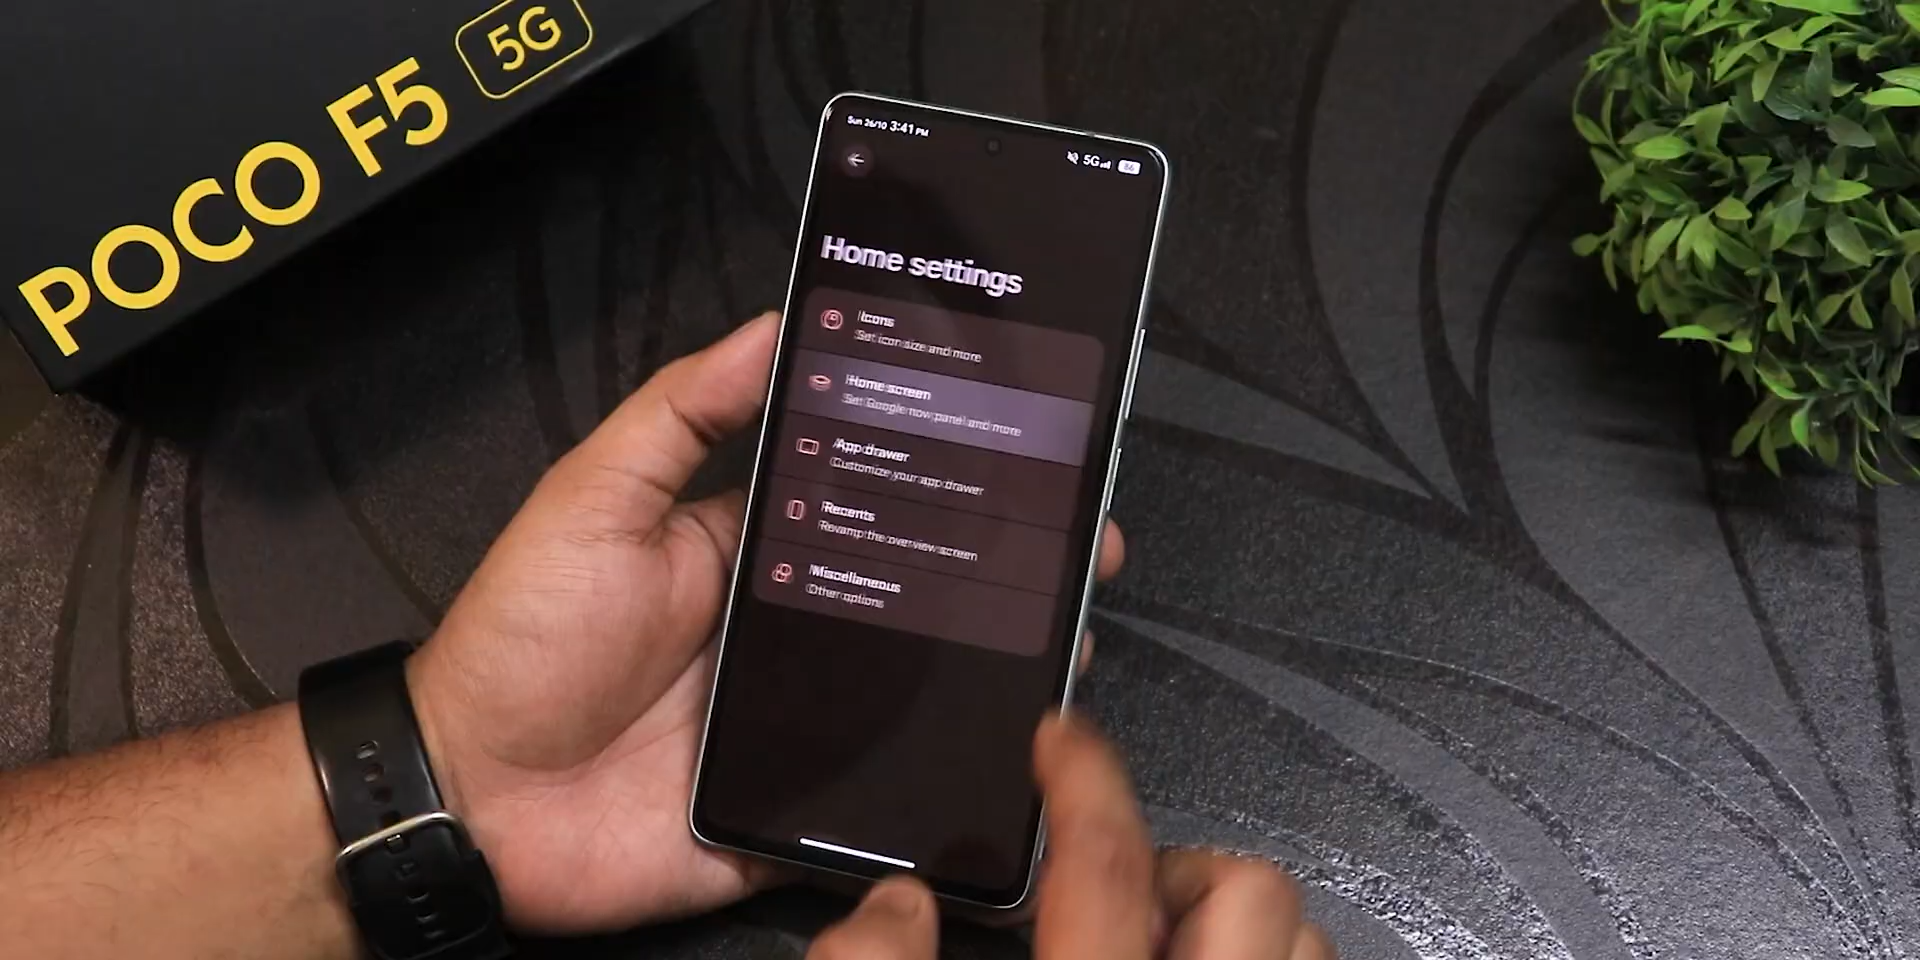 POCO F5 5G
Sun 26/10 3:41 PM
5G 86
Home settings
Icons
Set icon size and more
Home screen
Set Google now panel and more
App drawer
Customize your app drawer
Recents
Revamp the overview screen
Miscellaneous
Other options